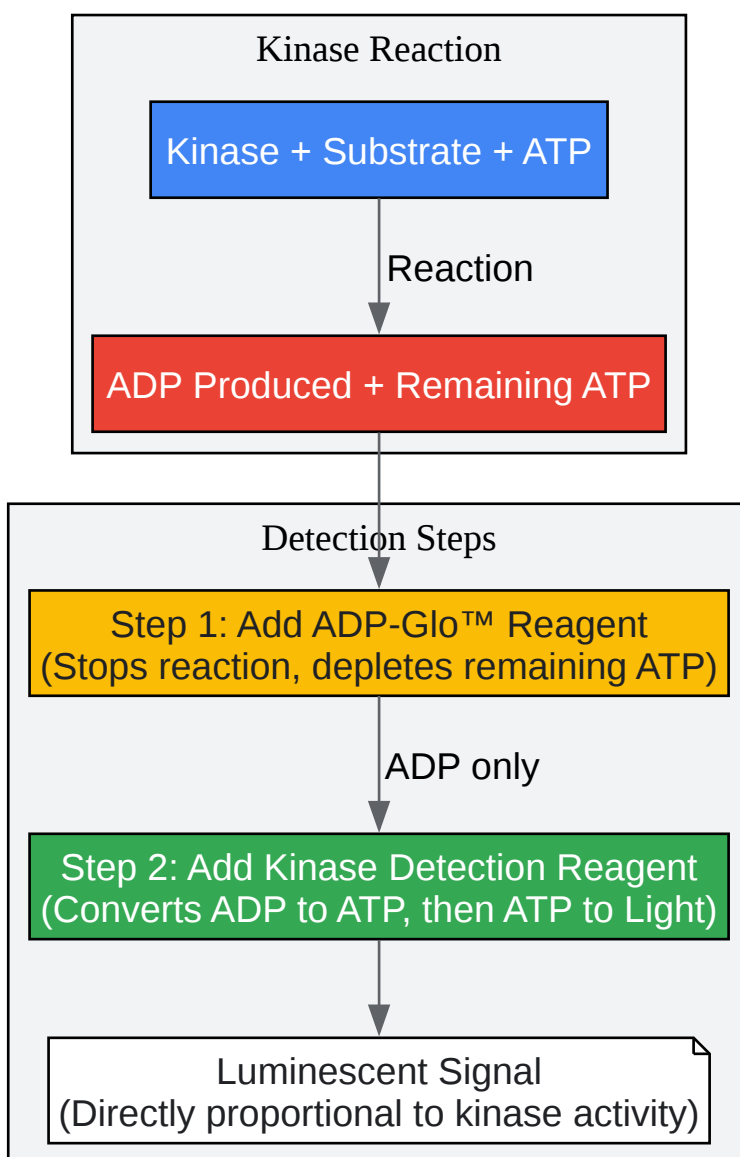 Kinase Reaction
Kinase + Substrate + ATP
Reaction
ADP Produced + Remaining ATP
Detection Steps
Step 1: Add ADP-Glo™ Reagent
(Stops reaction, depletes remaining ATP)
ADP only
Step 2: Add Kinase Detection Reagent
(Converts ADP to ATP, then ATP to Light)
Luminescent Signal
(Directly proportional to kinase activity)